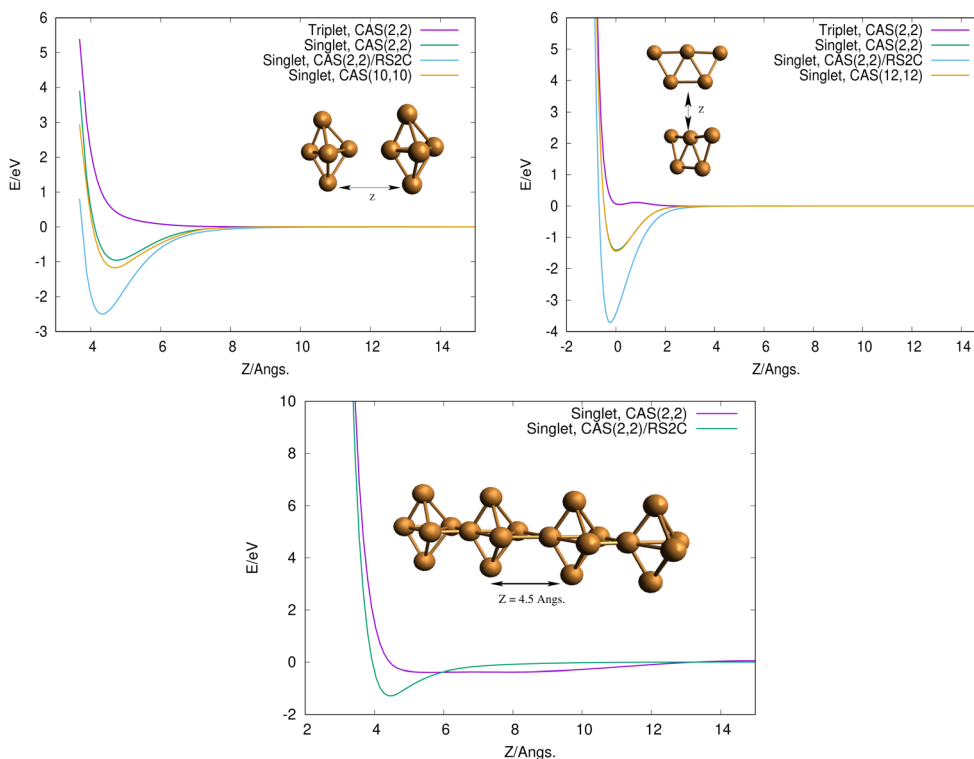 6
5
4
3
2
1
0
-1
-2
-3
E/eV
4
6
8
10
12
14
Z/Angs.
Triplet, CAS(2,2)
Singlet, CAS(2,2)
Singlet, CAS(2,2)/RS2C
Singlet, CAS(10,10)
Z
6
5
4
3
2
1
0
-1
-2
-3
-4
E/eV
-2
0
2
4
6
8
10
12
14
Z/Angs.
Triplet, CAS(2,2)
Singlet, CAS(2,2)
Singlet, CAS(2,2)/RS2C
Singlet, CAS(12,12)
Z
10
8
6
4
2
0
-2
E/eV
2
4
6
8
10
12
14
Z/Angs.
Singlet, CAS(2,2)
Singlet, CAS(2,2)/RS2C
Z = 4.5 Angs.